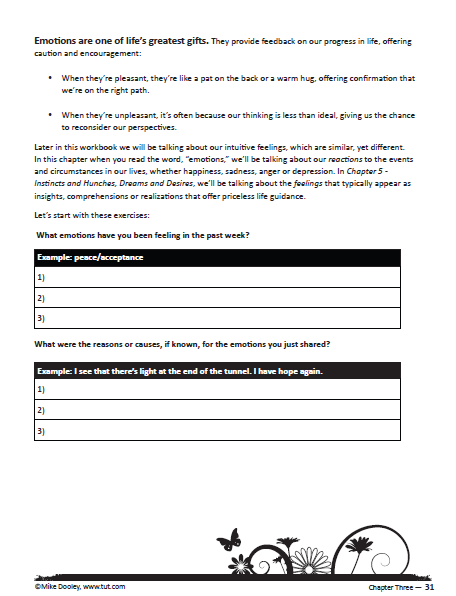 Emotions are one of life's greatest gifts. They provide feedback on our progress in life, offering
caution and encouragement:
• When they're pleasant, they're like a pat on the back or a warm hug, offering confirmation that
we're on the right path.
• When they're unpleasant, it's often because our thinking is less than ideal, giving us the chance
to reconsider our perspectives.
Later in this workbook we will be talking about our intuitive feelings, which are similar, yet different.
In this chapter when you read the word, "emotions," we'll be talking about our reactions to the events
and circumstances in our lives, whether happiness, sadness, anger or depression. In Chapter 5 -
Instincts and Hunches, Dreams and Desires, we'll be talking about the feelings that typically appear as
insights, comprehensions or realizations that offer priceless life guidance.
Let's start with these exercises:
What emotions have you been feeling in the past week?
Example: peace/acceptance
1)
2)
3)
What were the reasons or causes, if known, for the emotions you just shared?
Example: I see that there's light at the end of the tunnel. I have hope again.
1)
2)
3)
©Mike Dooley, www.tut.com
Chapter Three — 31